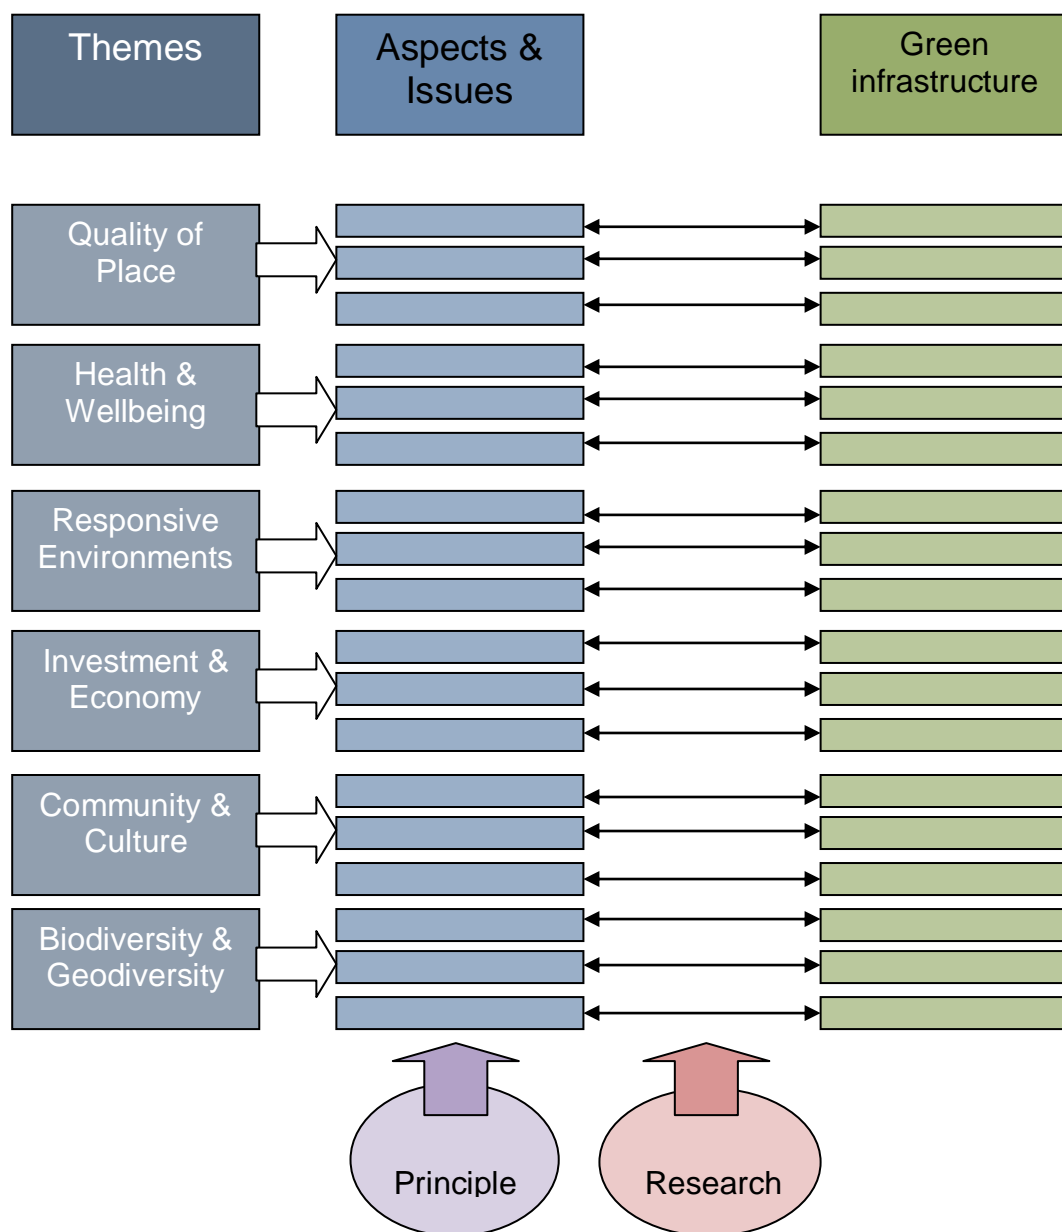 Themes
Aspects &
Issues
Green
infrastructure
Quality of
Place
Health &
Wellbeing
Responsive
Environments
Investment &
Economy
Community &
Culture
Biodiversity &
Geodiversity
Principle
Research